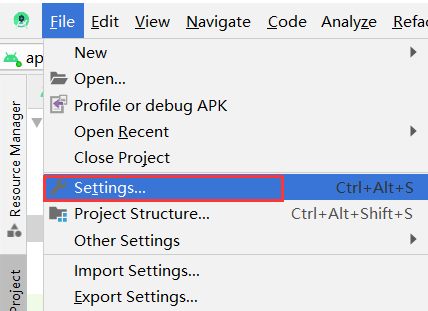 File Edit View Navigate Code Analyze Refa
ap
New
Open...
Profile or debug APK
Open Recent
Close Project
Settings... Ctrl+Alt+S
Project Structure... Ctrl+Alt+Shift+S
Other Settings
Import Settings...
Export Settings...
Resource Manager
Project